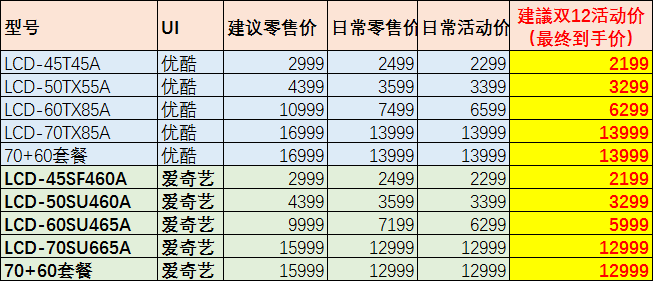 型号 UI 建议零售价 日常零售价 日常活动价 建議双12活动价
(最终到手价)
LCD-45T45A 优酷 2999 2499 2299 2199
LCD-50TX55A 优酷 4399 3599 3399 3299
LCD-60TX85A 优酷 10999 7499 6599 6299
LCD-70TX85A 优酷 16999 13999 13999 13999
70+60套餐 优酷 16999 13999 13999 13999
LCD-45SF460A 爱奇艺 2999 2499 2299 2199
LCD-50SU460A 爱奇艺 4399 3599 3399 3299
LCD-60SU465A 爱奇艺 9999 7199 6299 5999
LCD-70SU665A 爱奇艺 15999 12999 12999 12999
70+60套餐 爱奇艺 15999 12999 12999 12999